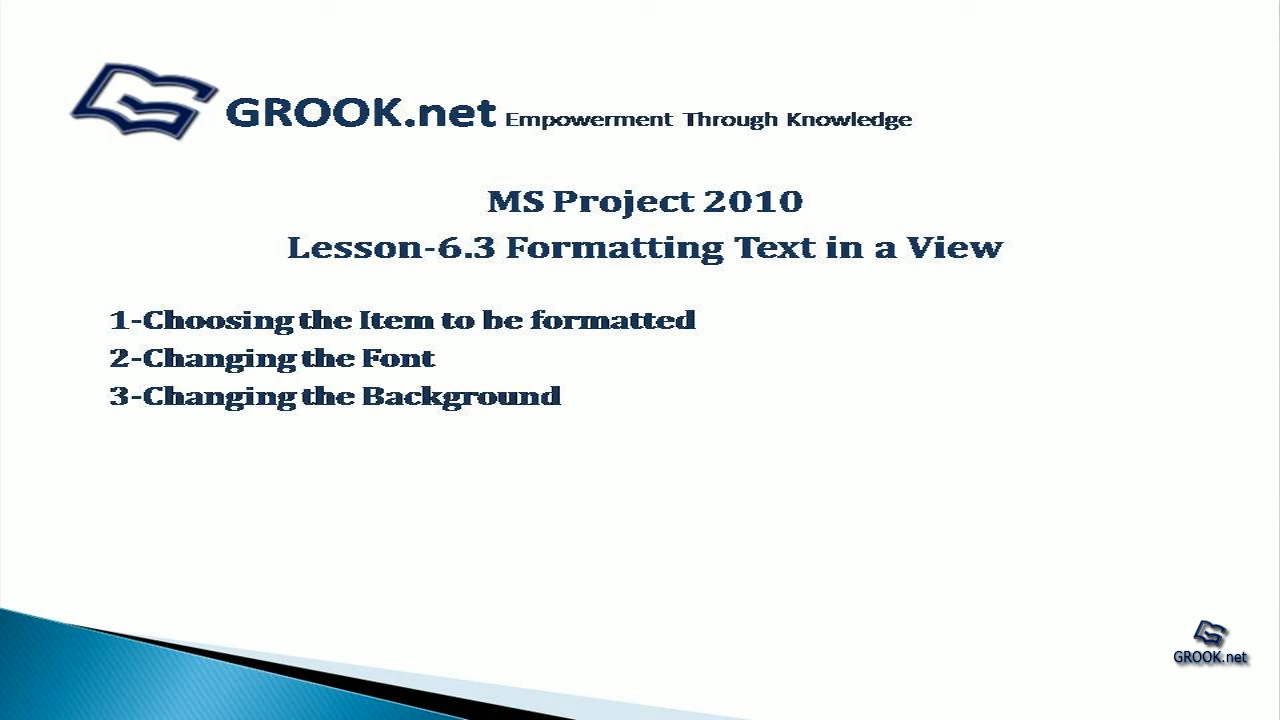 GROOK.net Empowerment Through Knowledge
MS Project 2010
Lesson-6.3 Formatting Text in a View
1-Choosing the Item to be formatted
2-Changing the Font
3-Changing the Background
GROOK.net